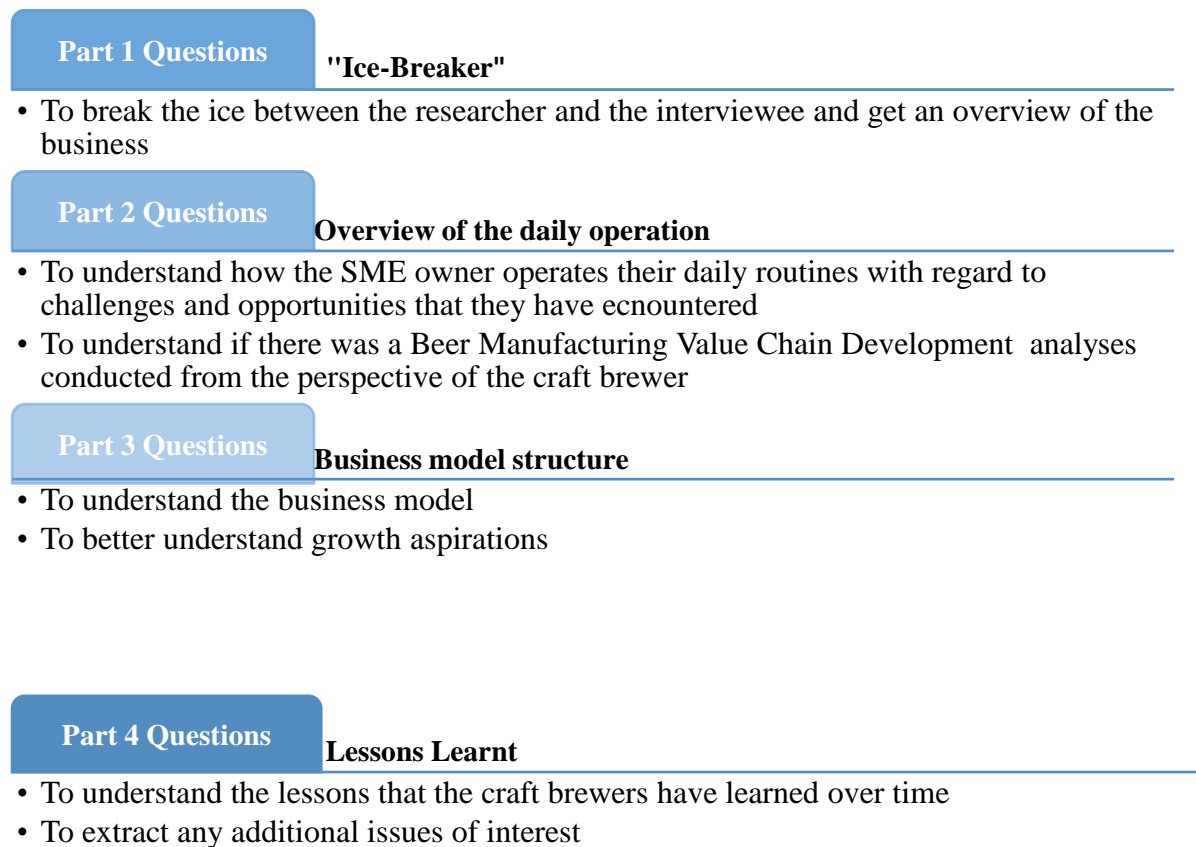 Part 1 Questions
"Ice-Breaker"
• To break the ice between the researcher and the interviewee and get an overview of the
business
Part 2 Questions
Overview of the daily operation
• To understand how the SME owner operates their daily routines with regard to
challenges and opportunities that they have ecnountered
• To understand if there was a Beer Manufacturing Value Chain Development  analyses
conducted from the perspective of the craft brewer
Part 3 Questions
Business model structure
• To understand the business model
• To better understand growth aspirations
Part 4 Questions
Lessons Learnt
• To understand the lessons that the craft brewers have learned over time
• To extract any additional issues of interest